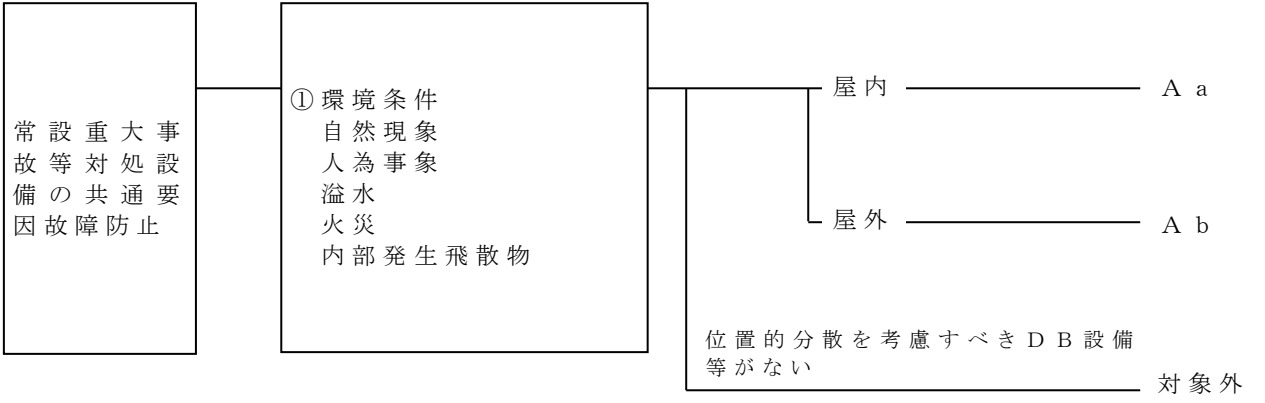 常設重大事
故等対処設
備の共通要
因故障防止
①環境条件
自然現象
人為事象
溢水
火災
内部発生飛散物
屋内
Ａａ
屋外
Ａｂ
位置的分散を考慮すべきＤＢ設備
等がない
対象外